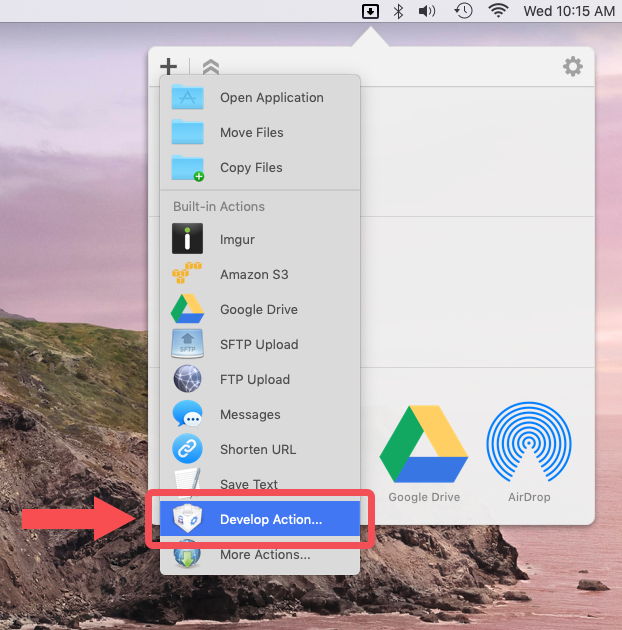 Wed 10:15 AM
Open Application
Move Files
Copy Files
Built-in Actions
Imgur
Amazon S3
Google Drive
SFTP
SFTP Upload
FTP Upload
Messages
Shorten URL
Save Text
Develop Action...
More Actions...
Google Drive
AirDrop